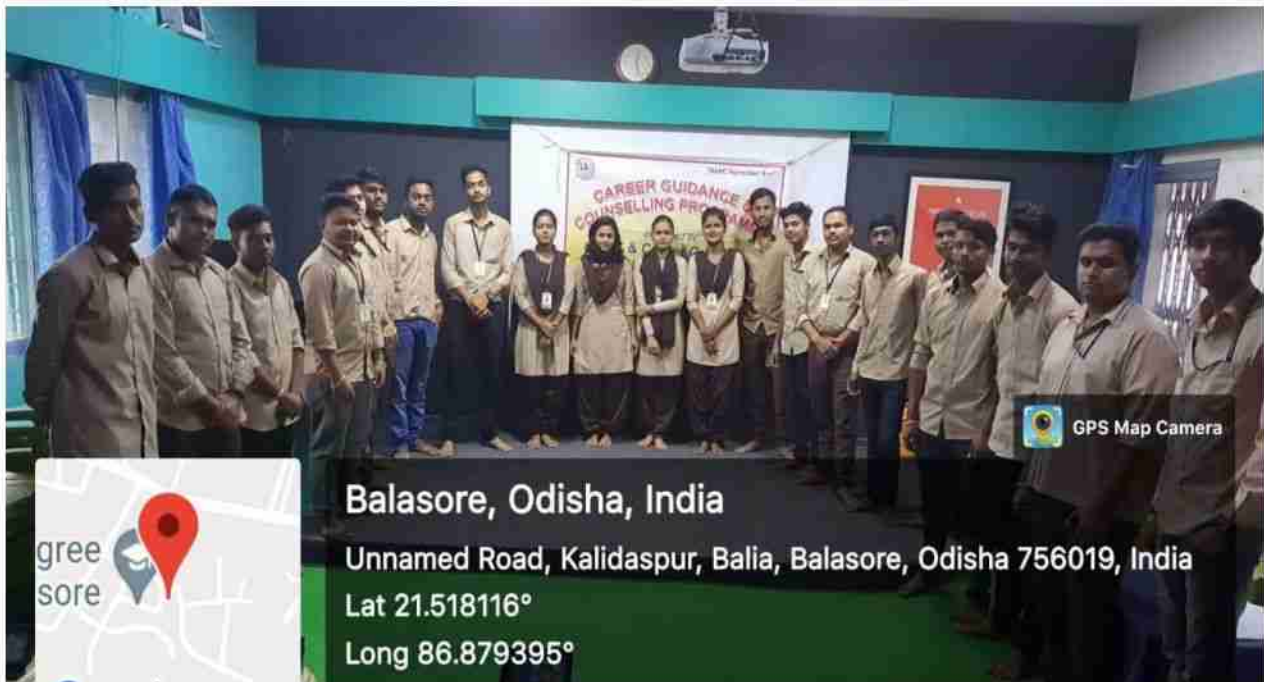 CAREER GUIDANCE &
COUNSELLING PROGRAMME
& C
GPS Map Camera
gree
sore
Balasore, Odisha, India
Unnamed Road, Kalidaspur, Balia, Balasore, Odisha 756019, India
Lat 21.518116°
Long 86.879395°